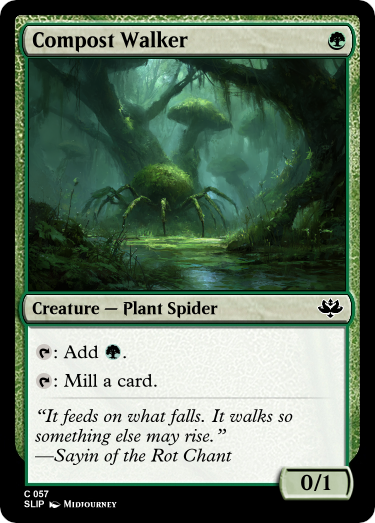 Compost Walker
Creature — Plant Spider
: Add .
: Mill a card.
“It feeds on what falls. It walks so
something else may rise.”
—Sayin of the Rot Chant
0/1
C 057
SLIP Midjourney